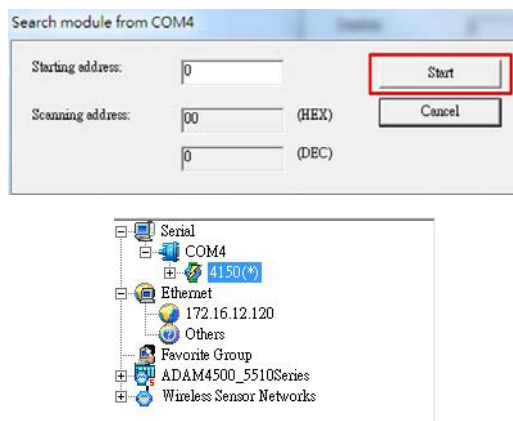 Search module from COM4
Starting address:
0
Start
Scanning address:
00
(HEX)
Cancel
0
(DEC)
Serial
COM4
4150(*)
Ethernet
172.16.12.120
Others
Favorite Group
ADAM4500_5510Series
Wireless Sensor Networks